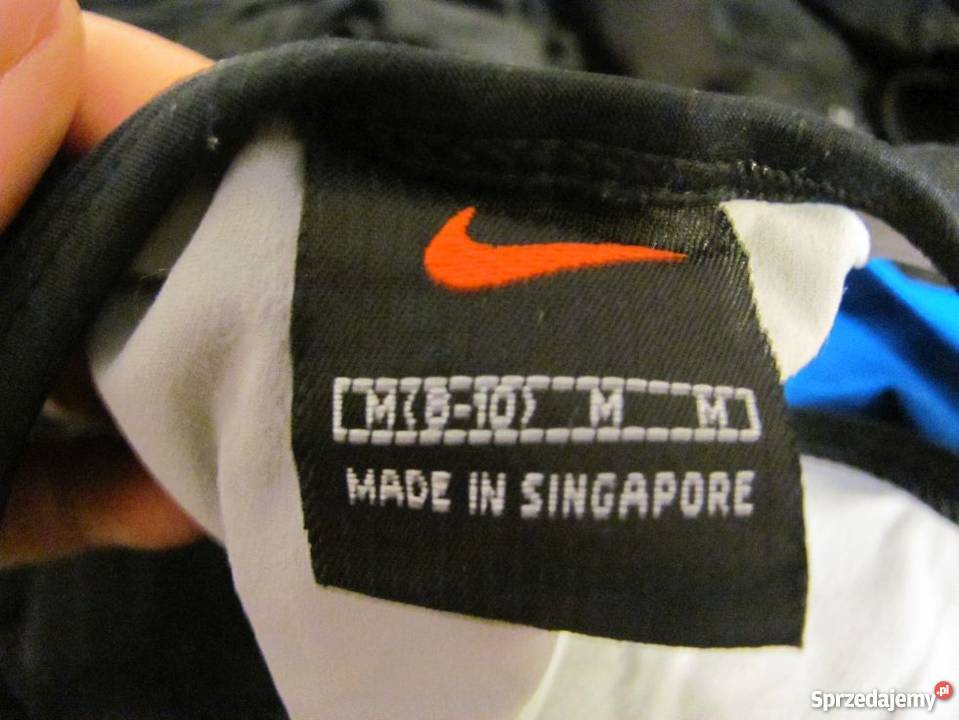 M(8-10) M M
MADE IN SINGAPORE
Sprzedajemy.pl